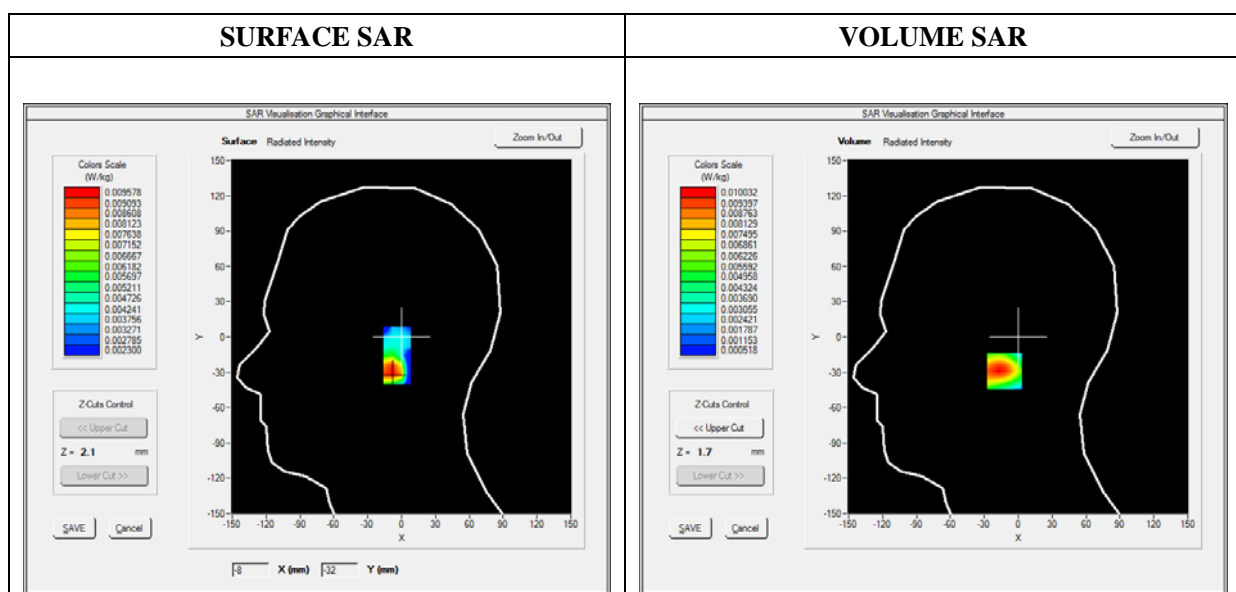 SURFACE SAR
VOLUME SAR
SAR Visualisation Graphical Interface
Surface Radiated Intensity
Zoom In/Out
Colors Scale
(W/kg)
0.009578
0.009093
0.008608
0.008123
0.007638
0.007152
0.006667
0.006182
0.005697
0.005211
0.004726
0.004241
0.003756
0.003271
0.002785
0.002300
Z-Cuts Control
<< Upper Cut
Z = 2.1 mm
Lower Cut >>
SAVE
Cancel
150
120
90
60
30
0
-30
-60
-90
-120
-150
Y
-150 -120 -90 -60 -30 0 30 60 90 120 150
X
-8 X (mm) -32 Y (mm)
SAR Visualisation Graphical Interface
Volume Radiated Intensity
Zoom In/Out
Colors Scale
(W/kg)
0.010032
0.009397
0.008763
0.008129
0.007495
0.006861
0.006226
0.005592
0.004958
0.004324
0.003690
0.003055
0.002421
0.001787
0.001153
0.000518
Z-Cuts Control
<< Upper Cut
Z = 1.7 mm
Lower Cut >>
SAVE
Cancel
150
120
90
60
30
0
-30
-60
-90
-120
-150
Y
-150 -120 -90 -60 -30 0 30 60 90 120 150
X